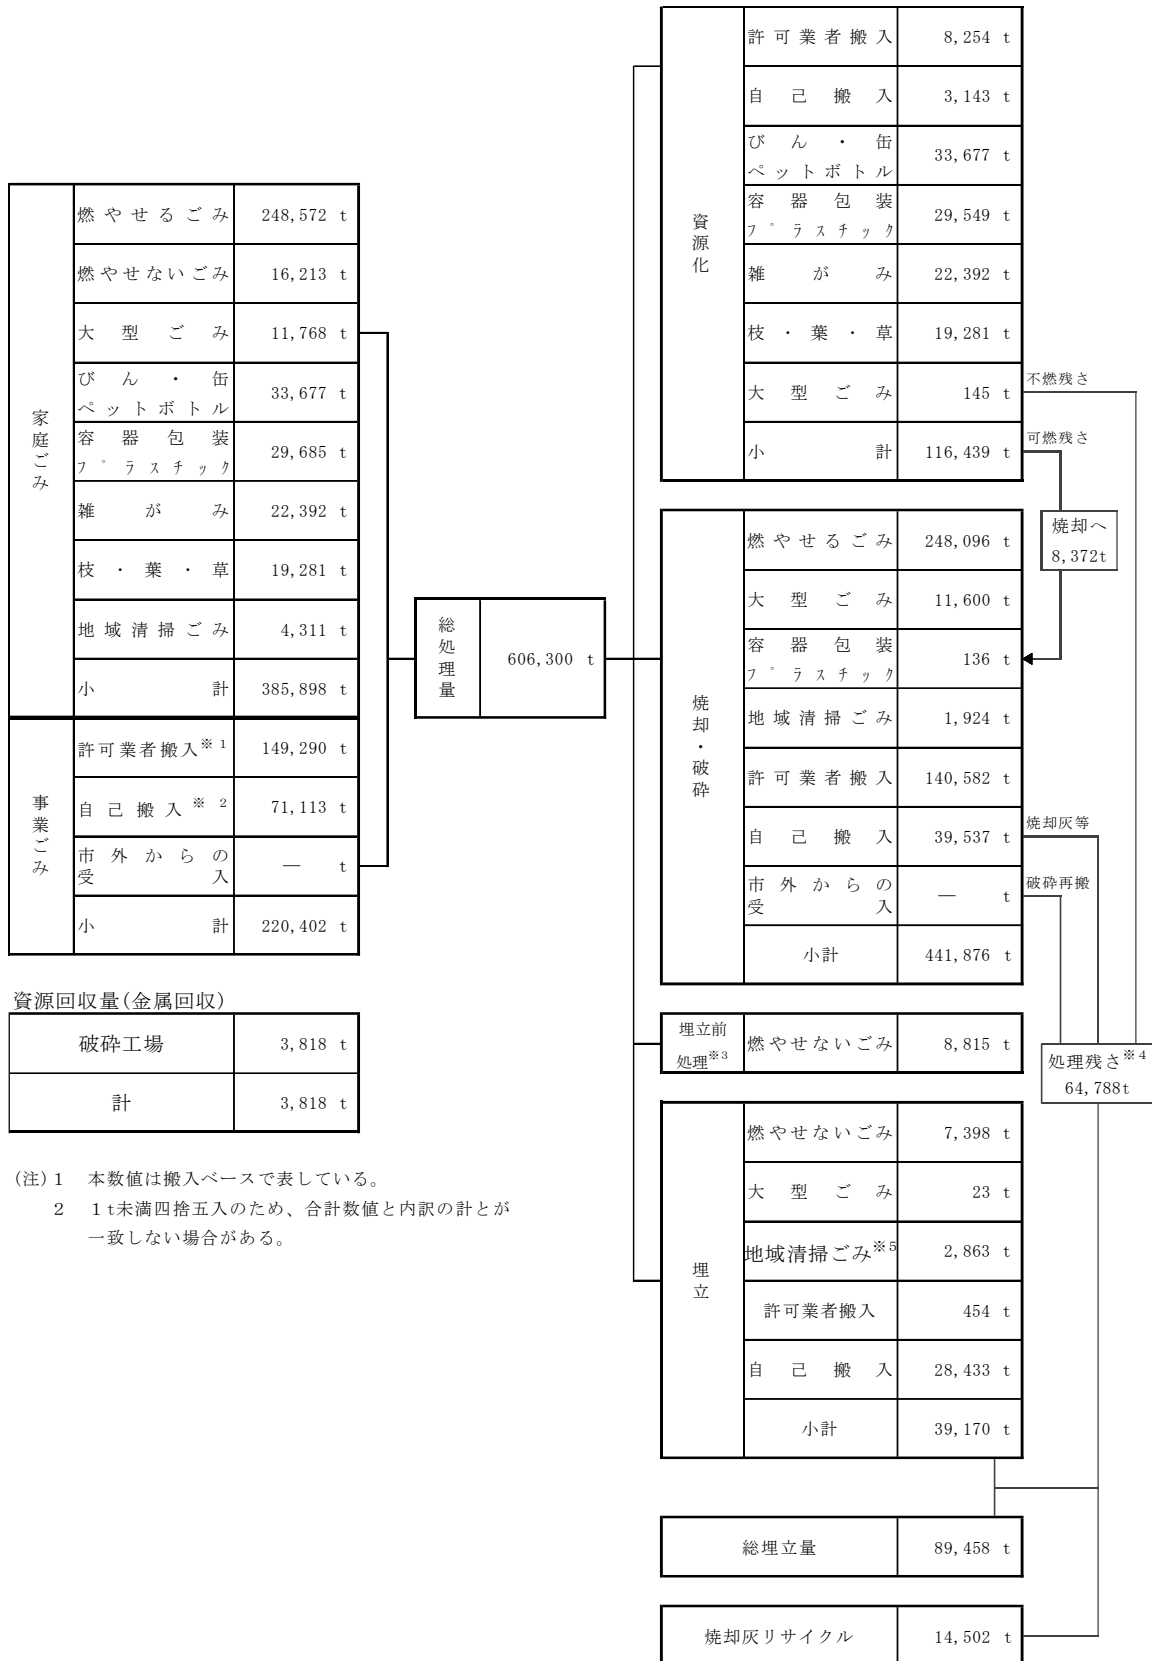 家庭ごみ
燃やせるごみ 248,572 t
燃やせないごみ 16,213 t
大型ごみ 11,768 t
びん・缶
ペットボトル 33,677 t
容器包装
プラスチック 29,685 t
雑がみ 22,392 t
枝・葉・草 19,281 t
地域清掃ごみ 4,311 t
小計 385,898 t
事業ごみ
許可業者搬入※1 149,290 t
自己搬入※2 71,113 t
市外からの
受入 ― t
小計 220,402 t
資源回収量(金属回収)
破砕工場 3,818 t
計 3,818 t
(注)1 本数値は搬入ベースで表している。
2 1t未満四捨五入のため、合計数値と内訳の計とが
一致しない場合がある。
総処理量 606,300 t
資源化
許可業者搬入 8,254 t
自己搬入 3,143 t
びん・缶
ペットボトル 33,677 t
容器包装
プラスチック 29,549 t
雑がみ 22,392 t
枝・葉・草 19,281 t
大型ごみ 145 t
小計 116,439 t
不燃残さ
可燃残さ
焼却へ
8,372t
焼却・破砕
燃やせるごみ 248,096 t
大型ごみ 11,600 t
容器包装
プラスチック 136 t
地域清掃ごみ 1,924 t
許可業者搬入 140,582 t
自己搬入 39,537 t
市外からの
受入 ― t
小計 441,876 t
焼却灰等
破砕再搬
埋立前
処理※3
燃やせないごみ 8,815 t
処理残さ※4
64,788t
埋立
燃やせないごみ 7,398 t
大型ごみ 23 t
地域清掃ごみ※5 2,863 t
許可業者搬入 454 t
自己搬入 28,433 t
小計 39,170 t
総埋立量 89,458 t
焼却灰リサイクル 14,502 t